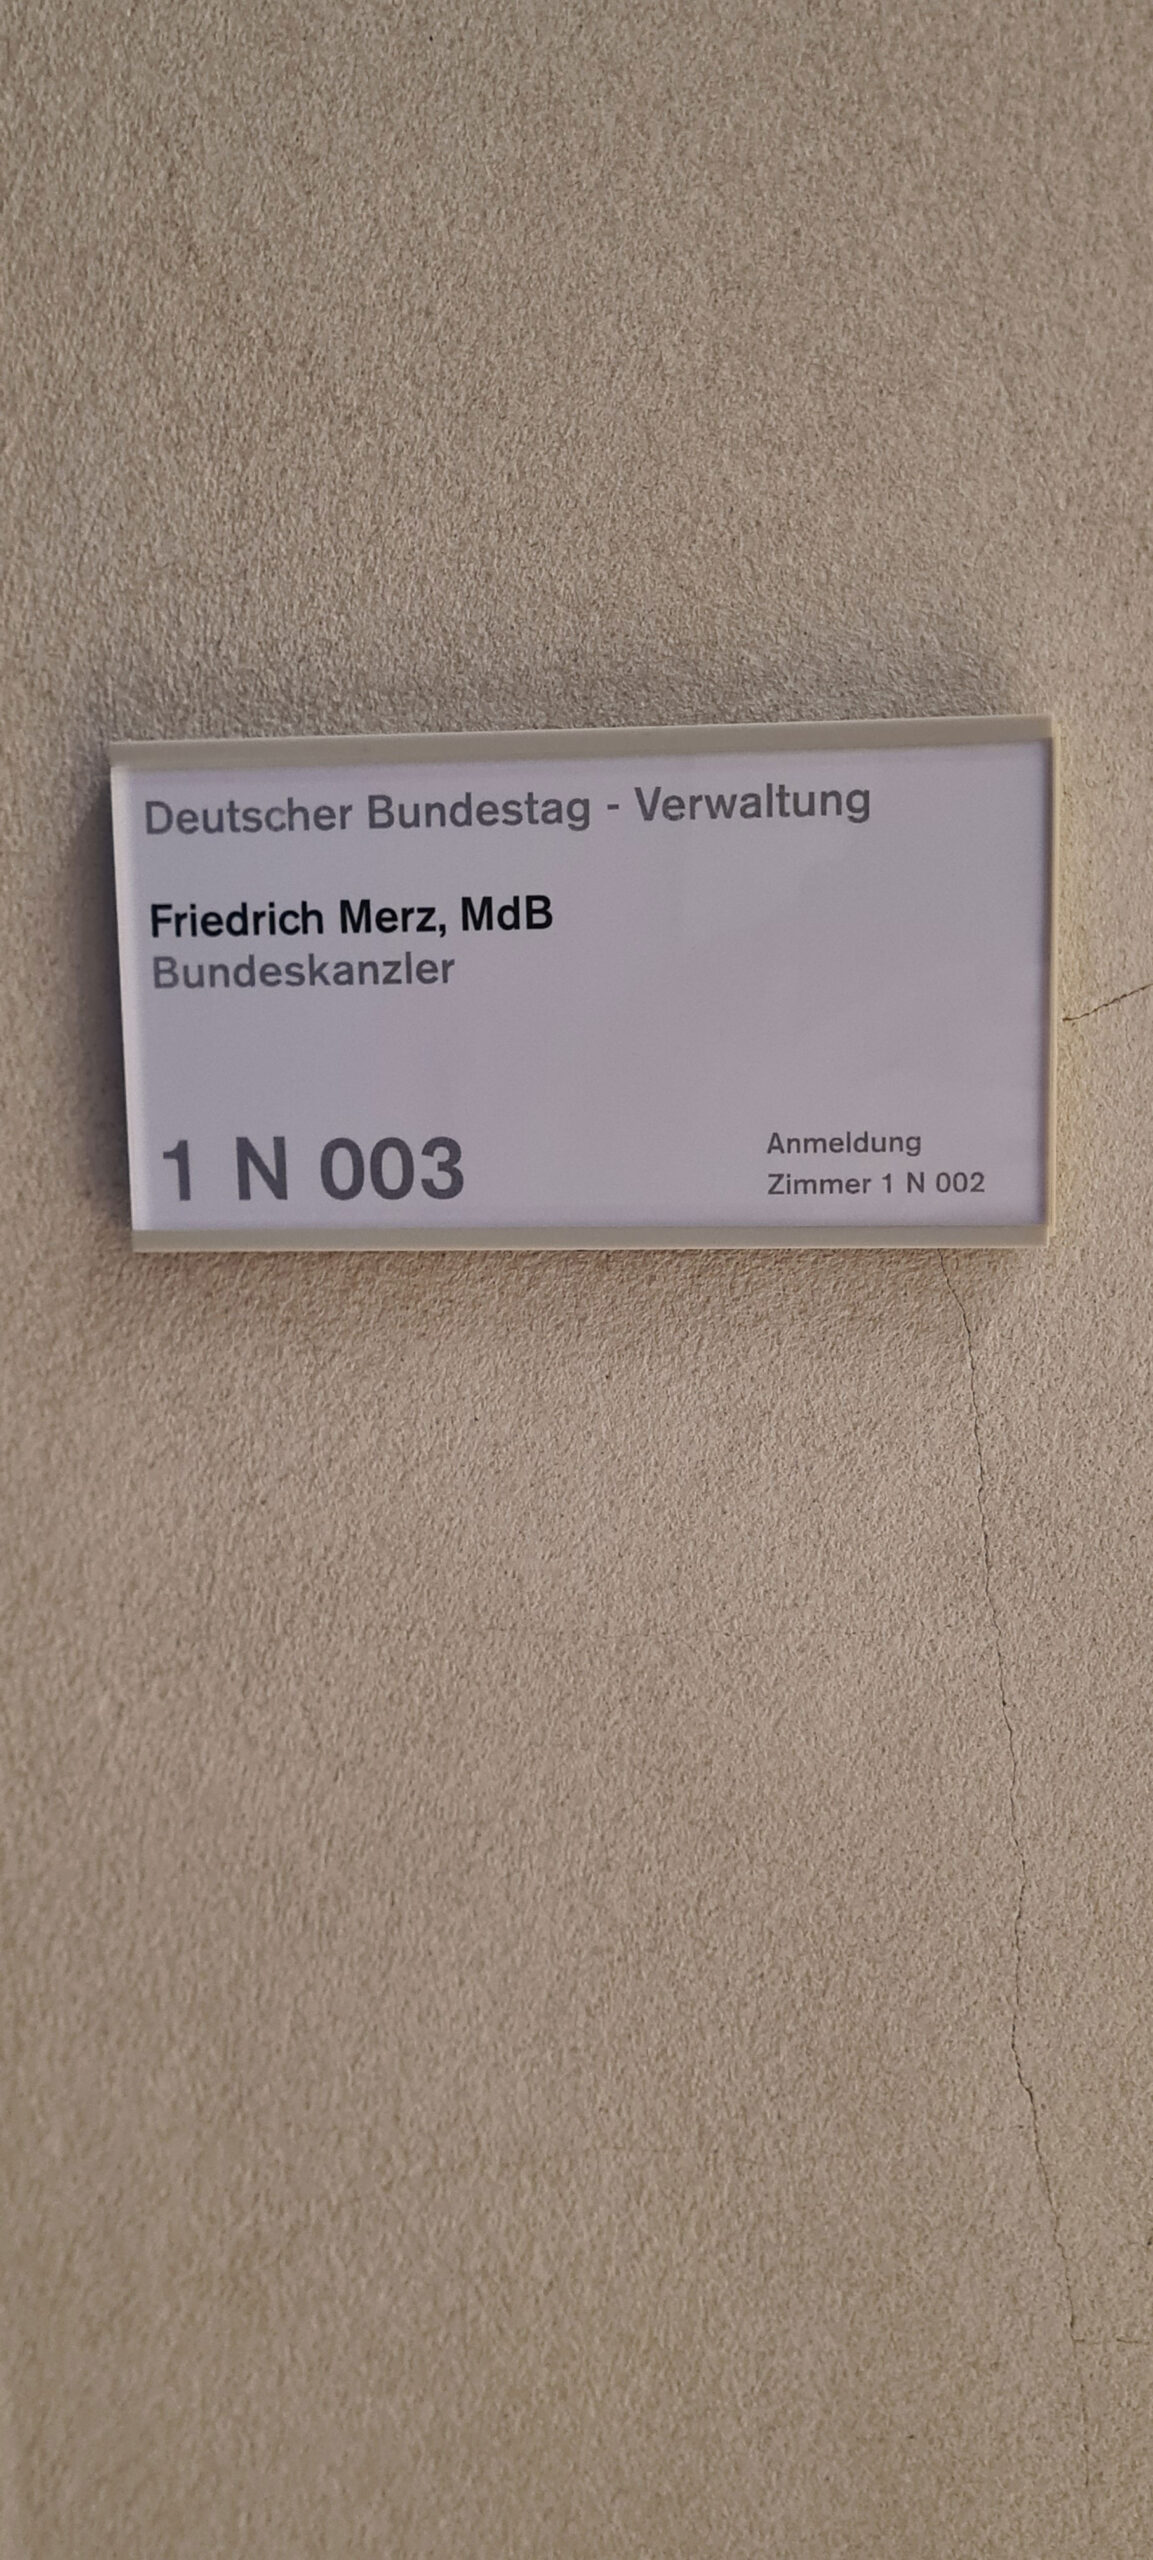 Deutscher Bundestag - Verwaltung
Friedrich Merz, MdB
Bundeskanzler
1 N 003
Anmeldung
Zimmer 1 N 002